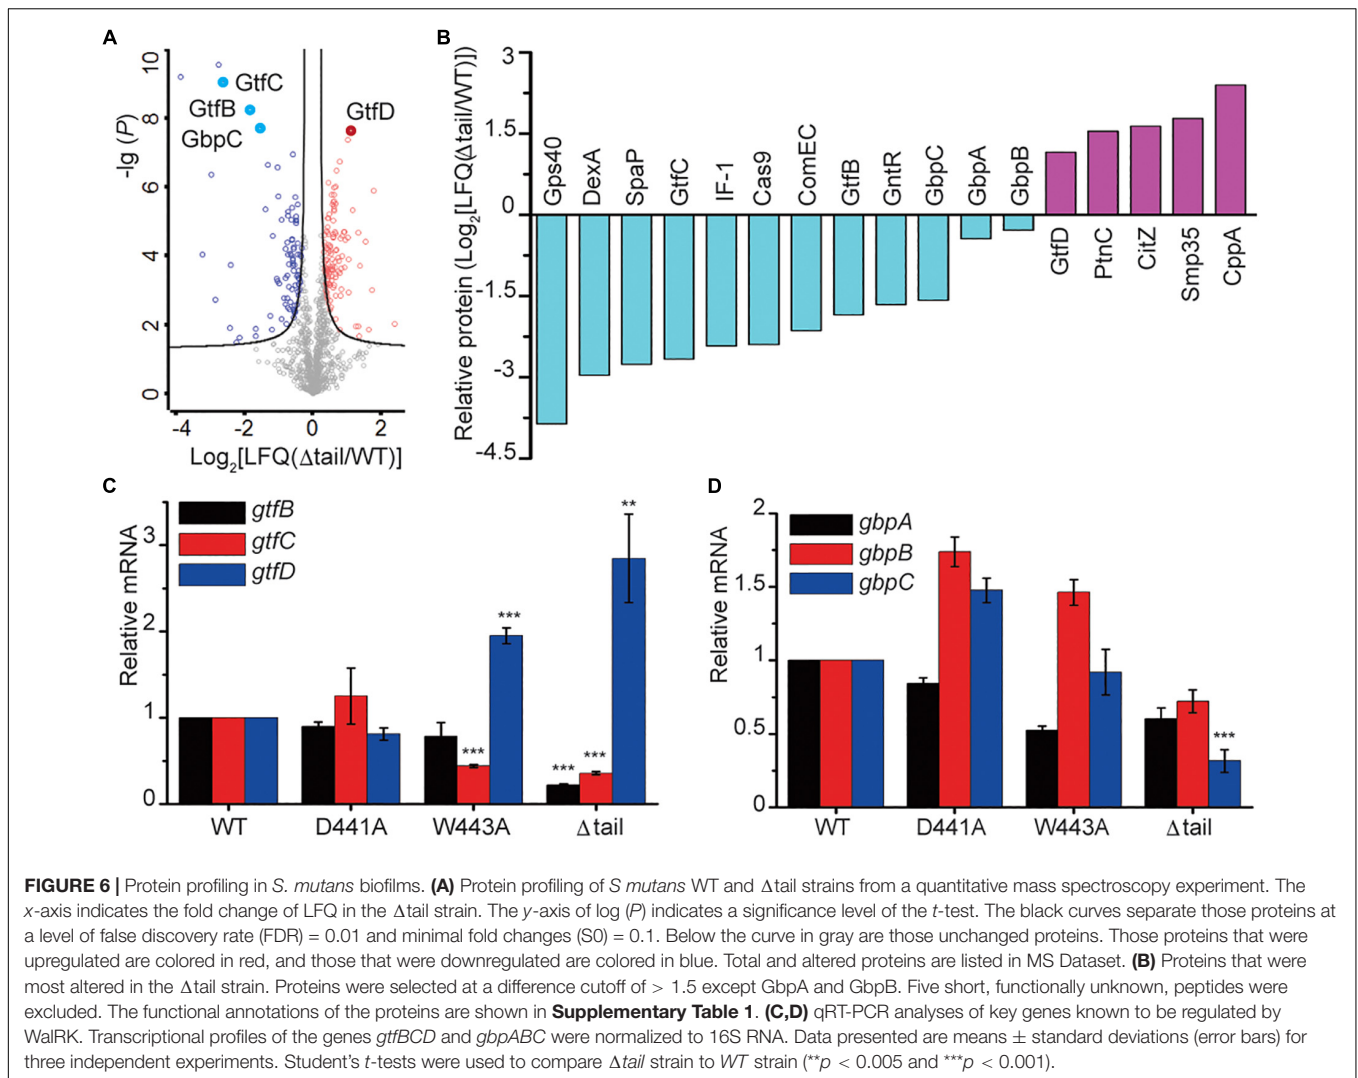 A
-lg (P)
10
8
6
4
2
0
GtfC
GtfB
GbpC
GtfD
-4
-2
0
2
Log2[LFQ(Δtail/WT)]
B
Relative protein (Log2[LFQ(Δtail/WT)])
3
1.5
0
-1.5
-3
-4.5
Gps40
DexA
SpaP
GtfC
IF-1
Cas9
ComEC
GtfB
GntR
GbpC
GbpA
GbpB
GtfD
PtnC
CitZ
Smp35
CppA
C
Relative mRNA
3
2
1
0
gtfB
gtfC
gtfD
***
***
***
***
**
WT
D441A
W443A
Δtail
D
Relative mRNA
2
1.5
1
0.5
0
gbpA
gbpB
gbpC
***
WT
D441A
W443A
Δtail
FIGURE 6 | Protein profiling in S. mutans biofilms. (A) Protein profiling of S mutans WT and Δtail strains from a quantitative mass spectroscopy experiment. The
x-axis indicates the fold change of LFQ in the Δtail strain. The y-axis of log (P) indicates a significance level of the t-test. The black curves separate those proteins at
a level of false discovery rate (FDR) = 0.01 and minimal fold changes (S0) = 0.1. Below the curve in gray are those unchanged proteins. Those proteins that were
upregulated are colored in red, and those that were downregulated are colored in blue. Total and altered proteins are listed in MS Dataset. (B) Proteins that were
most altered in the Δtail strain. Proteins were selected at a difference cutoff of > 1.5 except GbpA and GbpB. Five short, functionally unknown, peptides were
excluded. The functional annotations of the proteins are shown in Supplementary Table 1. (C,D) qRT-PCR analyses of key genes known to be regulated by
WalRK. Transcriptional profiles of the genes gtfBCD and gbpABC were normalized to 16S RNA. Data presented are means ± standard deviations (error bars) for
three independent experiments. Student's t-tests were used to compare Δtail strain to WT strain (**p < 0.005 and ***p < 0.001).